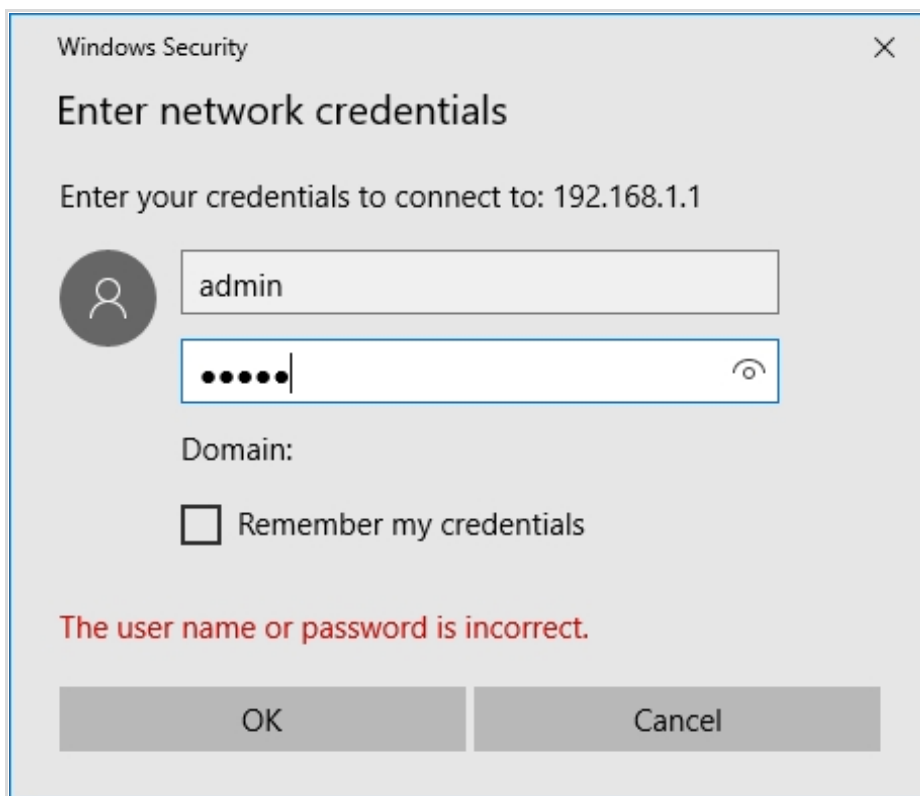 Windows Security
Enter network credentials
Enter your credentials to connect to: 192.168.1.1
admin
●●●●●
Domain:
Remember my credentials
The user name or password is incorrect.
OK
Cancel